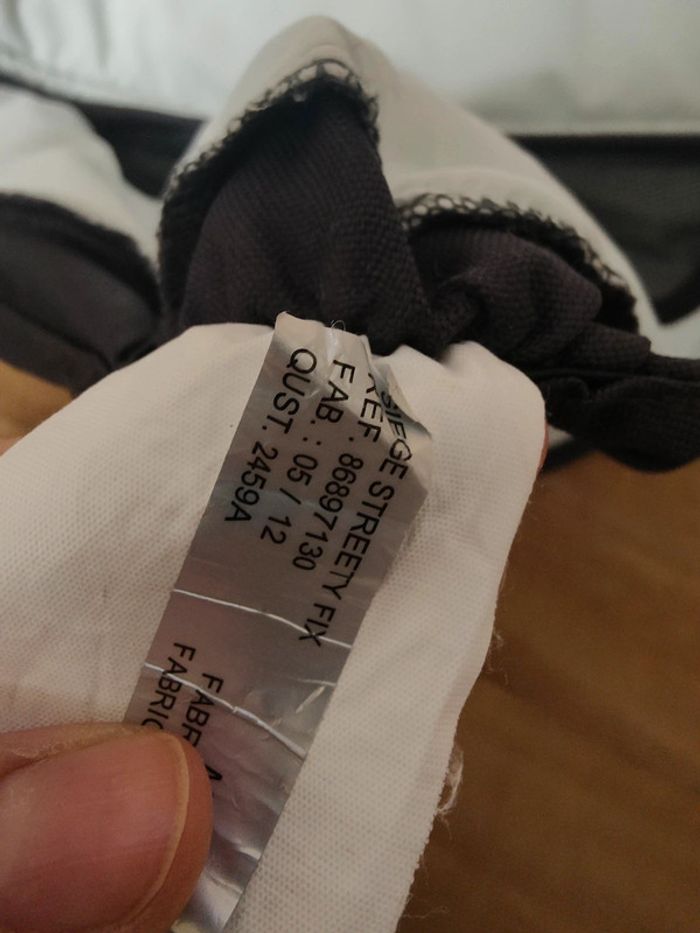 SIEGE STREETY FIX
REF. 86897130
FAB. : 05 / 12
QUST. 2459A